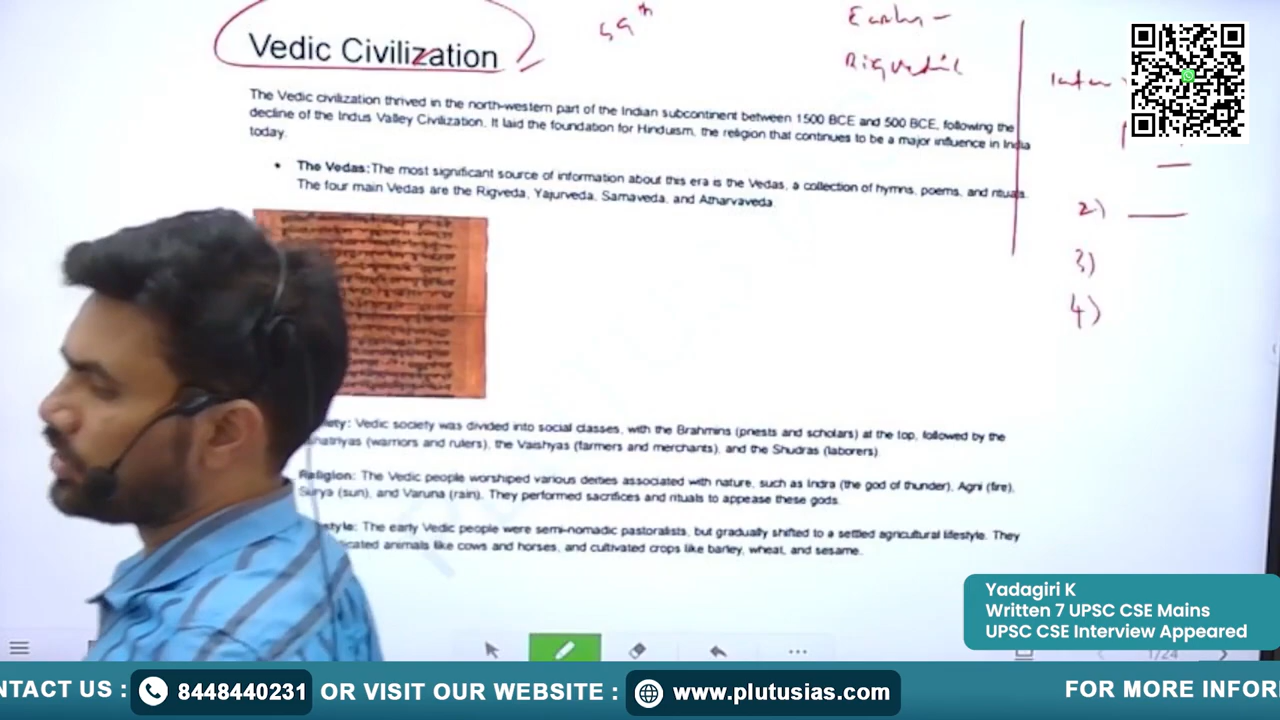 Vedic Civilization
Early -
Rigvedic
The Vedic civilization thrived in the north-western part of the Indian subcontinent between 1500 BCE and 500 BCE, following the
decline of the Indus Valley Civilization. It laid the foundation for Hinduism, the religion that continues to be a major influence in India
today.
• The Vedas: The most significant source of information about this era is the Vedas, a collection of hymns, poems, and rituals.
The four main Vedas are the Rigveda, Yajurveda, Samaveda, and Atharvaveda
2)
3)
4)
Vedic society was divided into social classes, with the Brahmins (priests and scholars) at the top, followed by the
(warriors and rulers), the Vaishyas (farmers and merchants), and the Shudras (laborers)
Religion: The Vedic people worshiped various deities associated with nature, such as Indra (the god of thunder), Agni (fire),
Surya (sun), and Varuna (rain). They performed sacrifices and rituals to appease these gods.
style: The early Vedic people were semi-nomadic pastoralists, but gradually shifted to a settled agricultural lifestyle. They
animals like cows and horses, and cultivated crops like barley, wheat, and sesame.
Yadagiri K
Written 7 UPSC CSE Mains
UPSC CSE Interview Appeared
1/24
NTACT US : 8448440231 OR VISIT OUR WEBSITE : www.plutusias.com FOR MORE INFOR